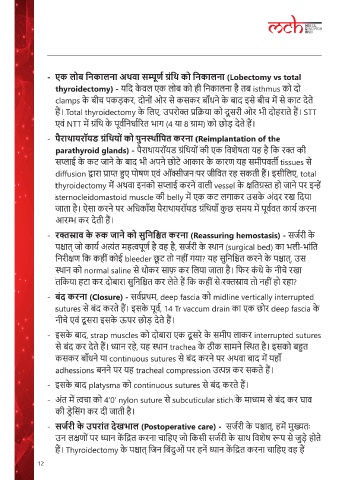 mch
- एक लोब निकालना अथवा सम्पूर्ण ग्रंथि को निकालना (Lobectomy vs total
thyroidectomy) - यदि केवल एक लोब को ही निकालना है तब isthmus को दो
clamps के बीच पकड़कर, दोनों ओर से कसकर बाँधने के बाद इसे बीच में से काट देते
हैं। Total thyroidectomy के लिए, उपरोक्त प्रक्रिया को दूसरी ओर भी दोहराते हैं। STT
एवं NTT में ग्रंथि के पूर्वनिर्धारित भाग (4 या 8 ग्राम) को छोड़ देते हैं।
- पैराथायरॉयड ग्रंथियों को पुनर्स्थापित करना (Reimplantation of the
parathyroid glands) - पैराथायरॉयड ग्रंथियों की एक विशेषता यह है कि रक्त की
सप्लाई के कट जाने के बाद भी अपने छोटे आकार के कारण यह समीपवर्ती tissues से
diffusion द्वारा प्राप्त हुए पोषण एवं ऑक्सीजन पर जीवित रह सकती हैं। इसीलिए, total
thyroidectomy में अथवा इनको सप्लाई करने वाली vessel के क्षतिग्रस्त हो जाने पर इन्हें
sternocleidomastoid muscle की belly में एक कट लगाकर उसके अंदर रख दिया
जाता है। ऐसा करने पर अधिकाँश पैराथायरॉयड ग्रंथियाँ कुछ समय में पूर्ववत कार्य करना
आरम्भ कर देती हैं।
- रक्तस्राव के रुक जाने को सुनिश्चित करना (Reassuring hemostasis) - सर्जरी के
पश्चात् जो कार्य अत्यंत महत्वपूर्ण है वह है, सर्जरी के स्थान (surgical bed) का भली-भांति
निरीक्षण कि कहीं कोई bleeder छूट तो नहीं गया? यह सुनिश्चित करने के पश्चात्, उस
स्थान को normal saline से धोकर साफ़ कर लिया जाता है। फिर कंधे के नीचे रखा
तकिया हटा कर दोबारा सुनिश्चित कर लेते हैं कि कहीं से रक्तस्राव तो नहीं हो रहा?
- बंद करना (Closure) - सर्वप्रथम, deep fascia को midline vertically interrupted
sutures से बंद करते हैं। इसके पूर्व, 14 Tr vaccum drain का एक छोर deep fascia के
नीचे एवं दूसरा इसके ऊपर छोड़ देते हैं।
- इसके बाद, strap muscles को दोबारा एक दूसरे के समीप लाकर interrupted sutures
से बंद कर देते हैं। ध्यान रहे, यह स्थान trachea के ठीक सामने स्थित है। इसको बहुत
कसकर बाँधने या continuous sutures से बंद करने पर अथवा बाद में यहाँ
adhessions बनने पर यह tracheal compression उत्पन्न कर सकते हैं।
- इसके बाद platysma को continuous sutures से बंद करते हैं।
- अंत में त्वचा को 4'0' nylon suture से subcuticular stich के माध्यम से बंद कर घाव
की ड्रेसिंग कर दी जाती है।
- सर्जरी के उपरांत देखभाल (Postoperative care) - सर्जरी के पश्चात्, हमें मुख्यतः
उन लक्षणों पर ध्यान केंद्रित करना चाहिए जो किसी सर्जरी के साथ विशेष रूप से जुड़े होते
हैं। Thyroidectomy के पश्चात् जिन बिंदुओं पर हमें ध्यान केंद्रित करना चाहिए वह हैं
12